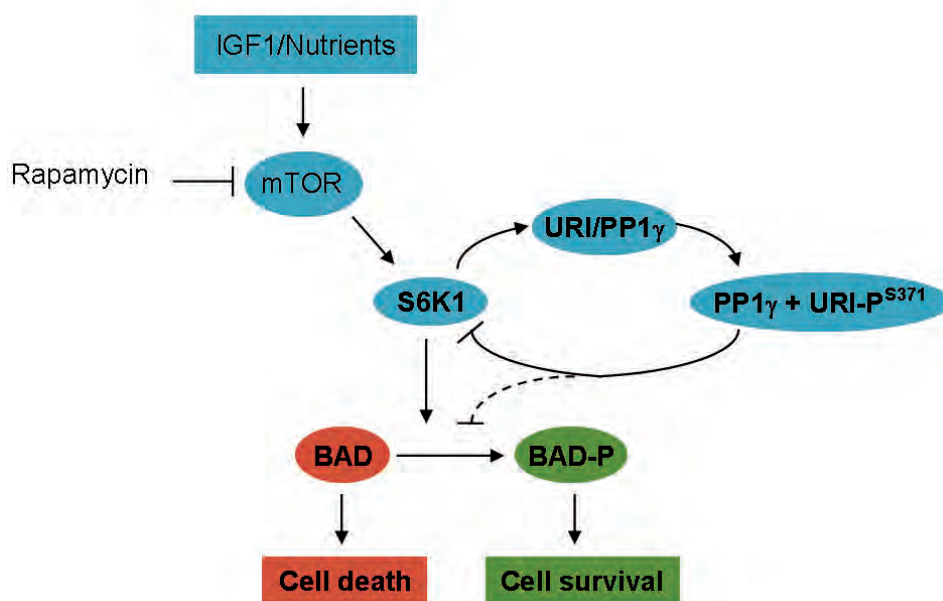 IGF1/Nutrients
Rapamycin
mTOR
URI/PP1γ
S6K1
PP1γ + URI-P^S371
BAD
BAD-P
Cell death
Cell survival